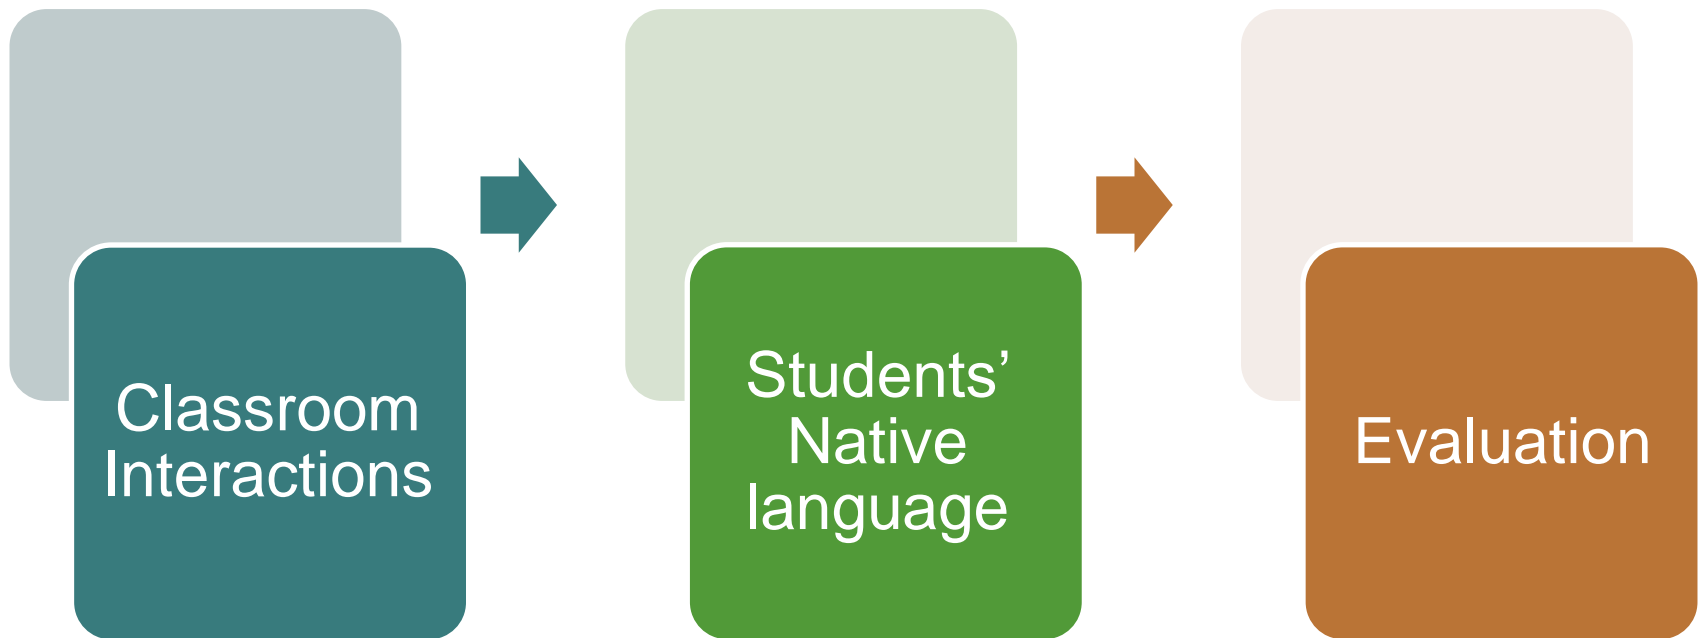 Classroom
Interactions
Students’
Native
language
Evaluation